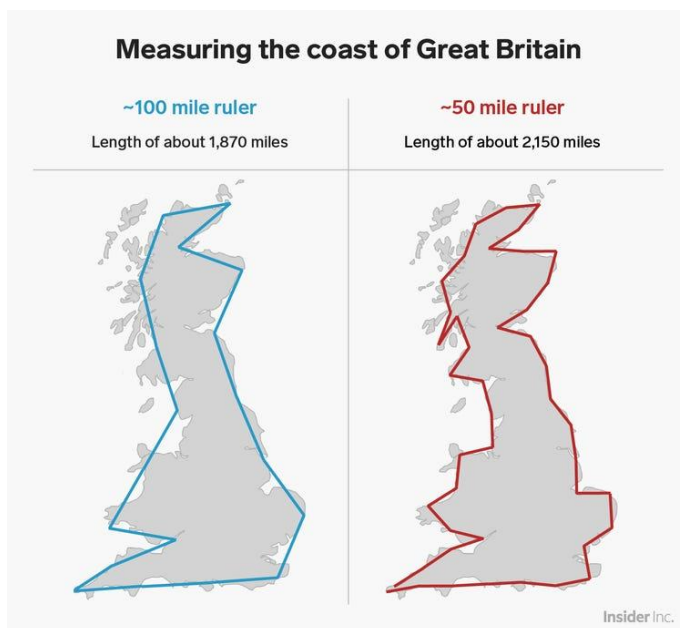 Measuring the coast of Great Britain
~100 mile ruler
Length of about 1,870 miles
~50 mile ruler
Length of about 2,150 miles
Insider Inc.